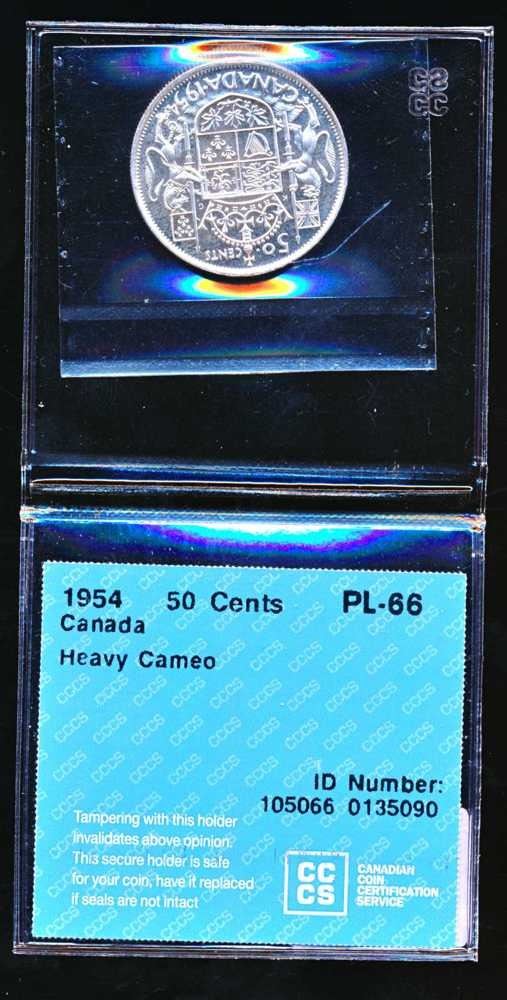 CANADA 1954
50
CENTS
1954 50 Cents PL-66
Canada
Heavy Cameo
ID Number:
105066 0135090
Tampering with this holder
invalidates above opinion.
This secure holder is safe
for your coin, have it replaced
if seals are not intact
CC
CS
CANADIAN
COIN
CERTIFICATION
SERVICE